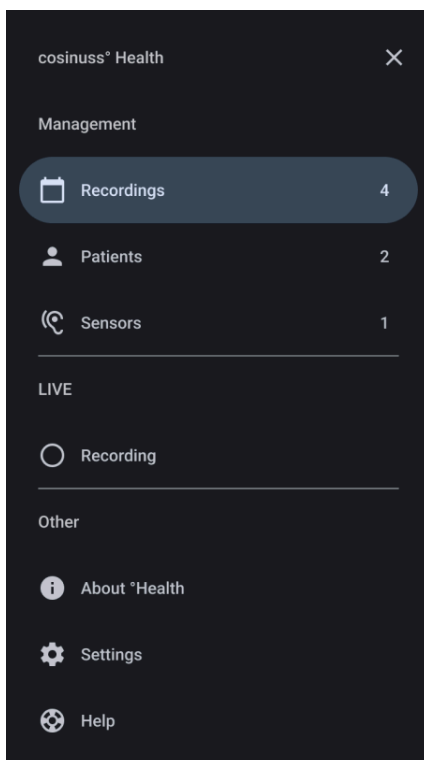 cosinuss° Health
Management
Recordings 4
Patients 2
Sensors 1
LIVE
Recording
Other
About °Health
Settings
Help